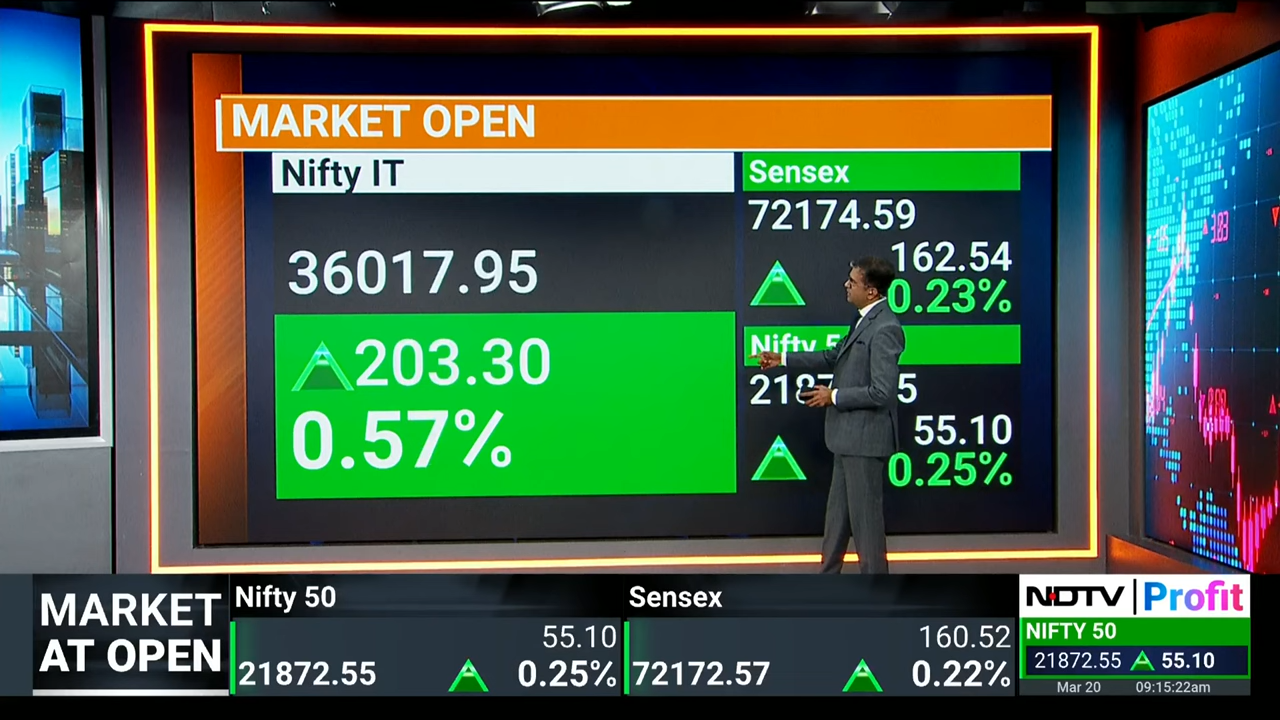 MARKET OPEN
Nifty IT
36017.95
203.30
0.57%
Sensex
72174.59
162.54
0.23%
Nifty
55.10
0.25%
MARKET
AT OPEN
Nifty 50
55.10
21872.55
0.25%
Sensex
160.52
72172.57
0.22%
NDTV Profit
NIFTY 50
21872.55 55.10
Mar 20 09:15:22am